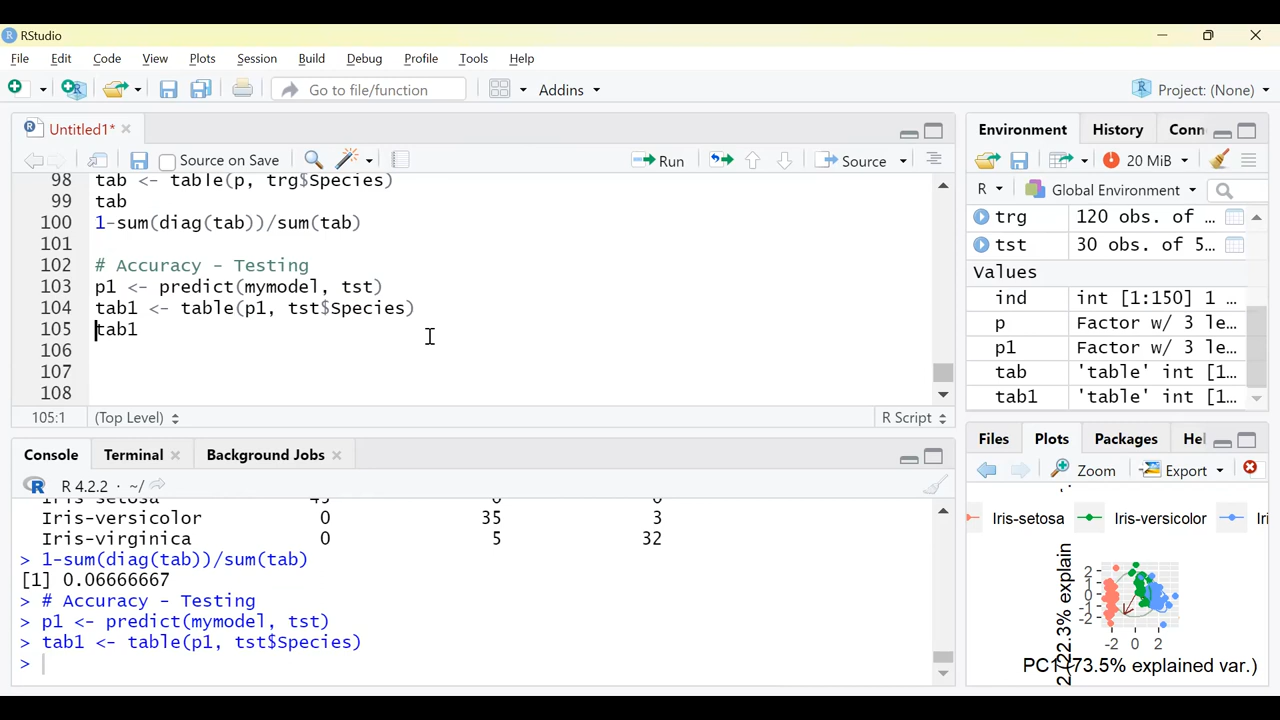 RStudio
File Edit Code View Plots Session Build Debug Profile Tools Help
Go to file/function Addins Project: (None)
Untitled1*
Source on Save Run Source
98 tab <- table(p, trg$Species)
99 tab
100 1-sum(diag(tab))/sum(tab)
101
102 # Accuracy - Testing
103 p1 <- predict(mymodel, tst)
104 tab1 <- table(p1, tst$Species)
105 tab1
106
107
108
105:1 (Top Level) R Script
Console Terminal Background Jobs
R 4.2.2 · ~/
Iris-versicolor 0 35 3
Iris-virginica 0 5 32
> 1-sum(diag(tab))/sum(tab)
[1] 0.06666667
> # Accuracy - Testing
> p1 <- predict(mymodel, tst)
> tab1 <- table(p1, tst$Species)
>
Environment History Conn
20 MiB
R Global Environment
trg 120 obs. of ...
tst 30 obs. of 5...
Values
ind int [1:150] 1 ...
p Factor w/ 3 le...
p1 Factor w/ 3 le...
tab 'table' int [1...
tab1 'table' int [1...
Files Plots Packages Hel
Zoom Export
Iris-setosa Iris-versicolor Iri
(22.3% explain
2
1
0
-1
-2
-2 0 2
PC1 (73.5% explained var.)